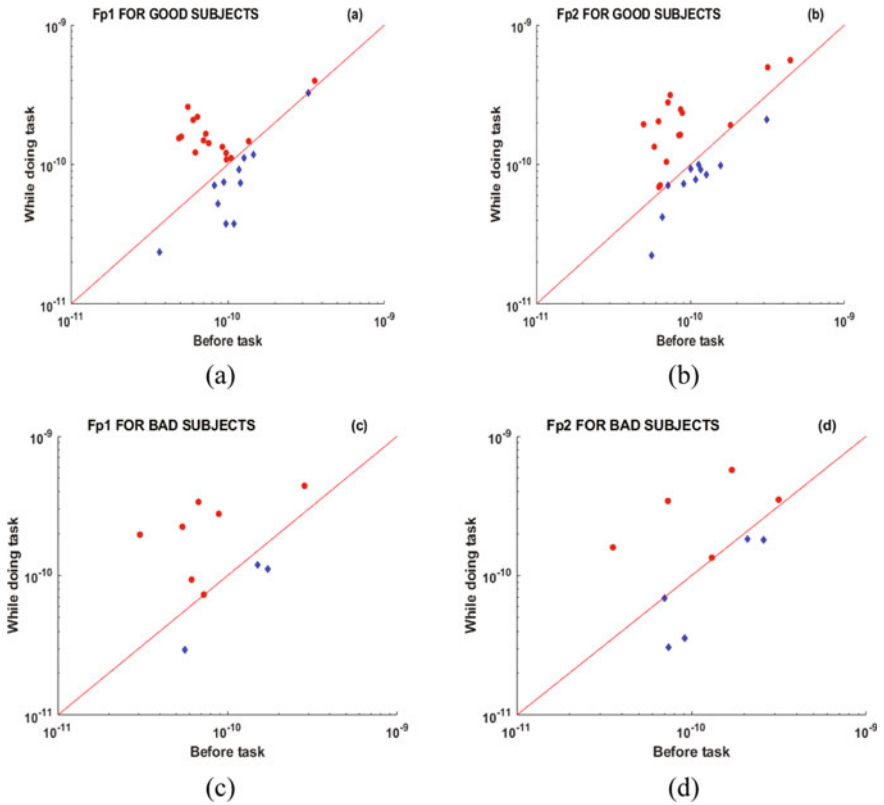 Fp1 FOR GOOD SUBJECTS (a)
10^-9
While doing task
10^-10
10^-11
10^-11 10^-10 10^-9
Before task
(a)
Fp2 FOR GOOD SUBJECTS (b)
10^-9
While doing task
10^-10
10^-11
10^-11 10^-10 10^-9
Before task
(b)
Fp1 FOR BAD SUBJECTS (c)
10^-9
While doing task
10^-10
10^-11
10^-11 10^-10 10^-9
Before task
(c)
Fp2 FOR BAD SUBJECTS (d)
10^-9
While doing task
10^-10
10^-11
10^-11 10^-10 10^-9
Before task
(d)